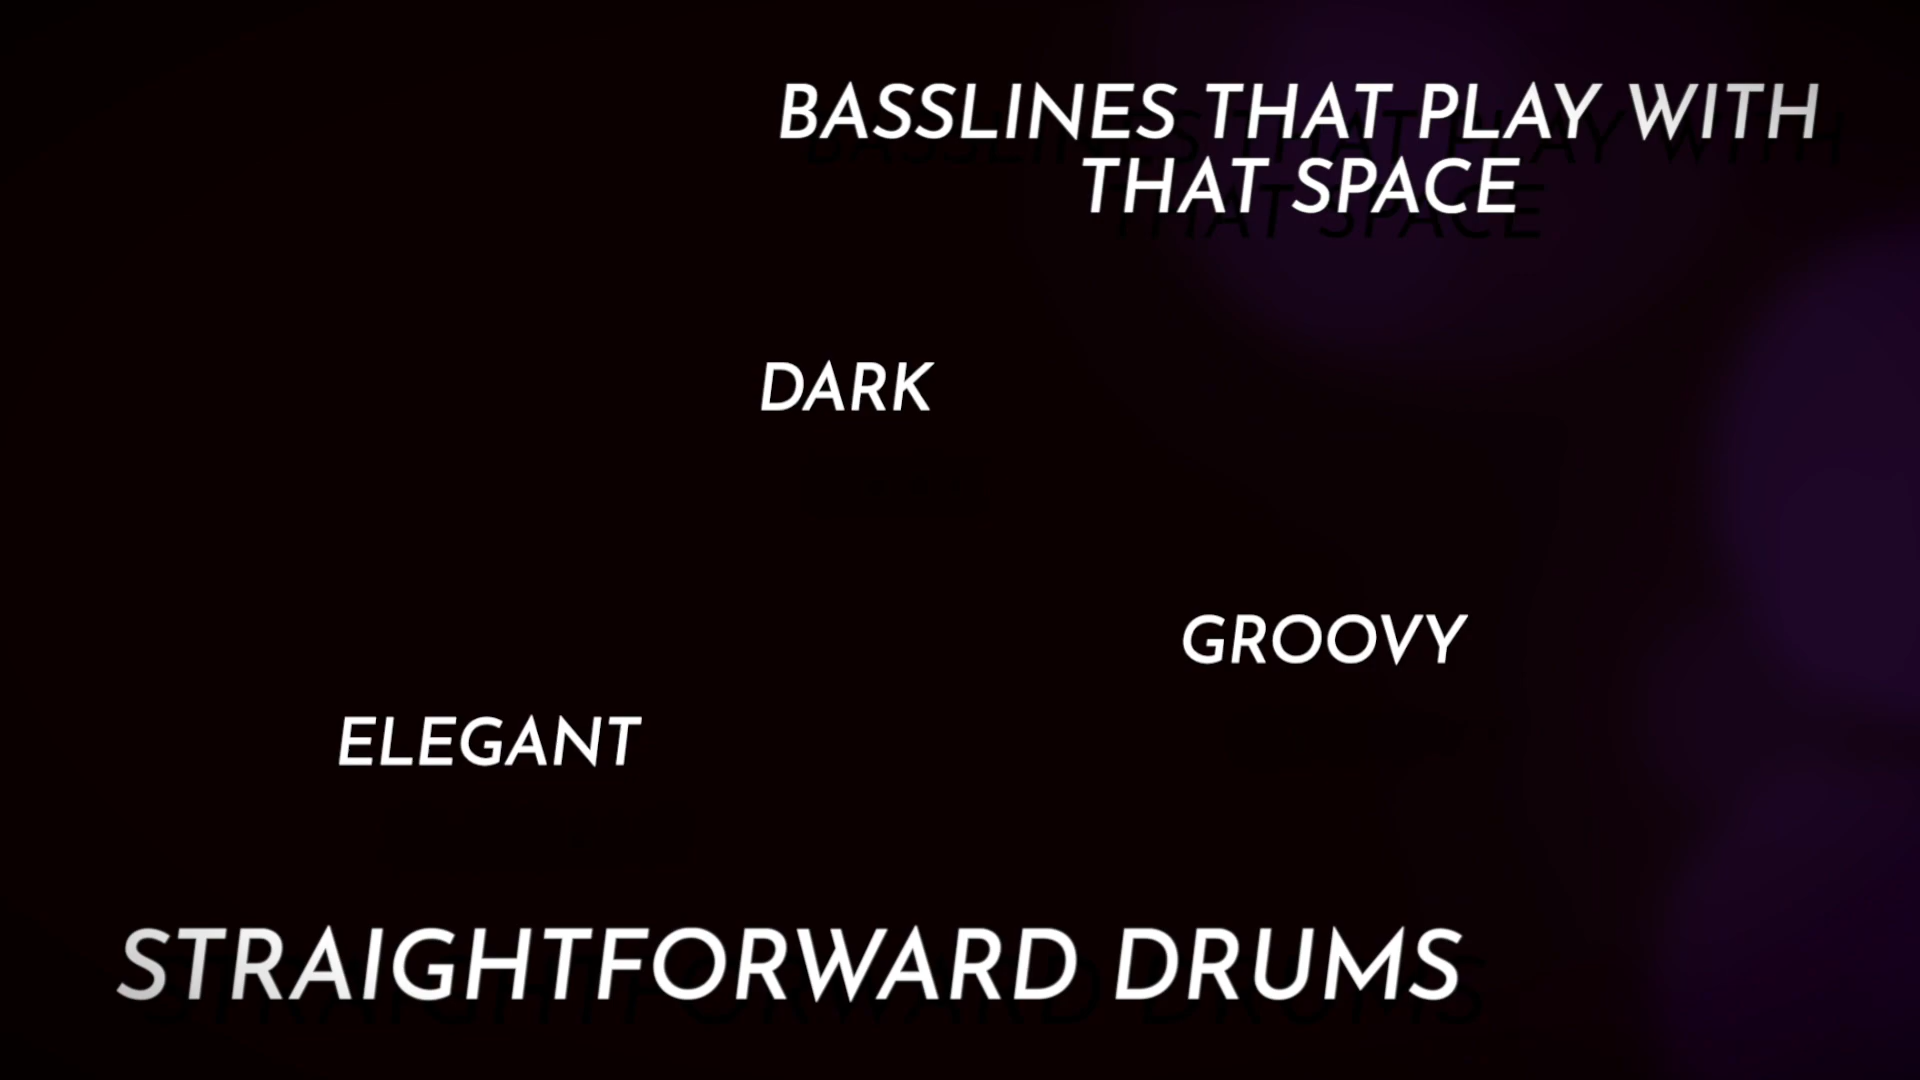 BASSLINES THAT PLAY WITH
THAT SPACE
DARK
GROOVY
ELEGANT
STRAIGHTFORWARD DRUMS